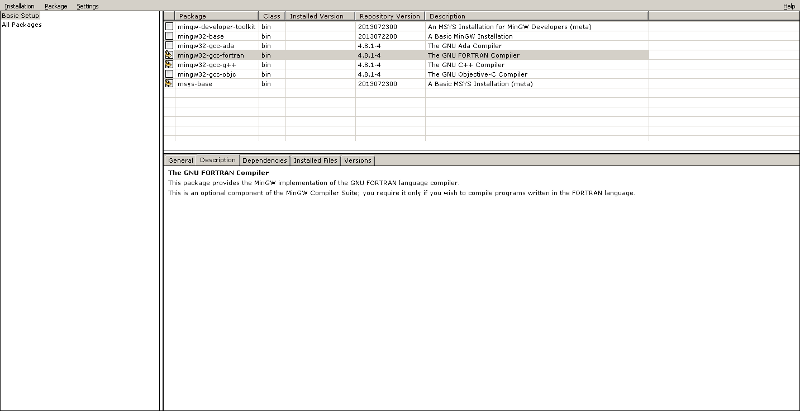 Installation Package Settings Help
Basic Setup
All Packages
Package Class Installed Version Repository Version Description
mingw-developer-toolkit bin 2013072300 An MSYS Installation for MinGW Developers (meta)
mingw32-base bin 2013072200 A Basic MinGW Installation
mingw32-gcc-ada bin 4.8.1-4 The GNU Ada Compiler
mingw32-gcc-fortran bin 4.8.1-4 The GNU FORTRAN Compiler
mingw32-gcc-g++ bin 4.8.1-4 The GNU C++ Compiler
mingw32-gcc-objc bin 4.8.1-4 The GNU Objective-C Compiler
msys-base bin 2013072300 A Basic MSYS Installation (meta)
General Description Dependencies Installed Files Versions
The GNU FORTRAN Compiler
This package provides the MinGW implementation of the GNU FORTRAN language compiler.
This is an optional component of the MinGW Compiler Suite; you require it only if you wish to compile programs written in the FORTRAN language.